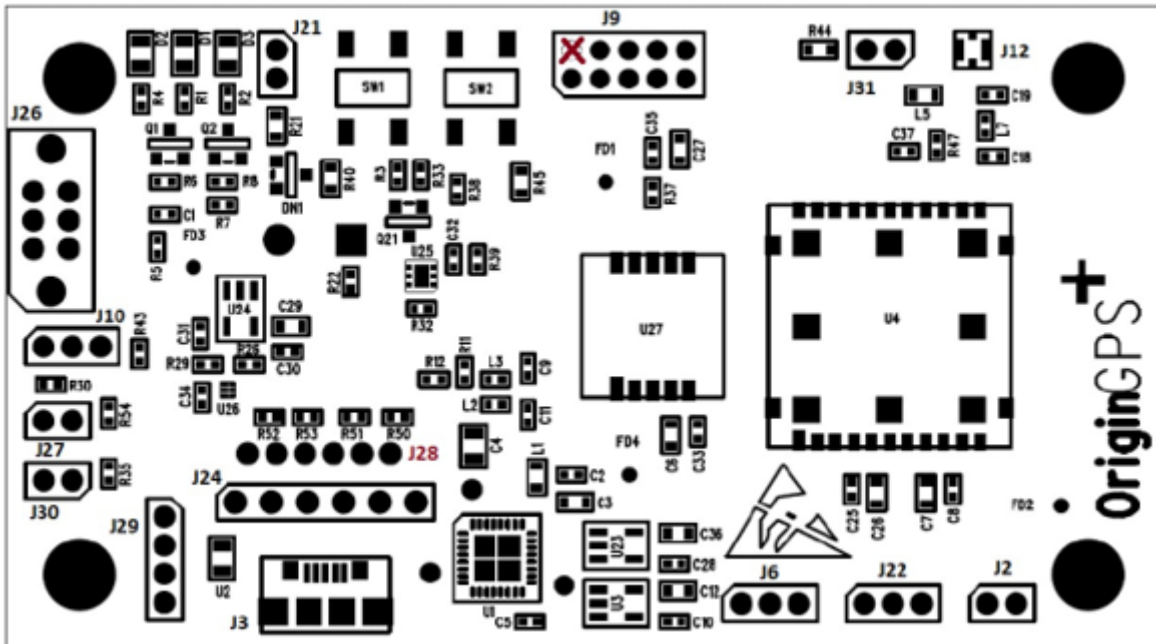 J21
J9
R44
J12
D2
D1
D3
J31
J26
SW1
SW2
R4
R1
R2
L5
C19
Q1
Q2
R21
C35
C27
L7
C37
R47
C18
R6
R8
DN1
R40
R3
R33
R38
R45
FD1
R37
C1
R7
FD3
Q21
R5
U25
C32
R39
R22
U24
C29
R32
U27
U4
J10
R43
C31
R29
R26
C30
R12
R11
L3
C9
R30
C34
U26
L2
C11
R54
J27
R52
R53
R51
R50
J28
C4
L1
FD4
C6
C33
R35
J30
J24
C2
C3
C25
C26
C7
C8
FD2
J29
U2
J3
U1
U23
U3
C36
C28
C12
C10
C5
J6
J22
J2
OriginGPS